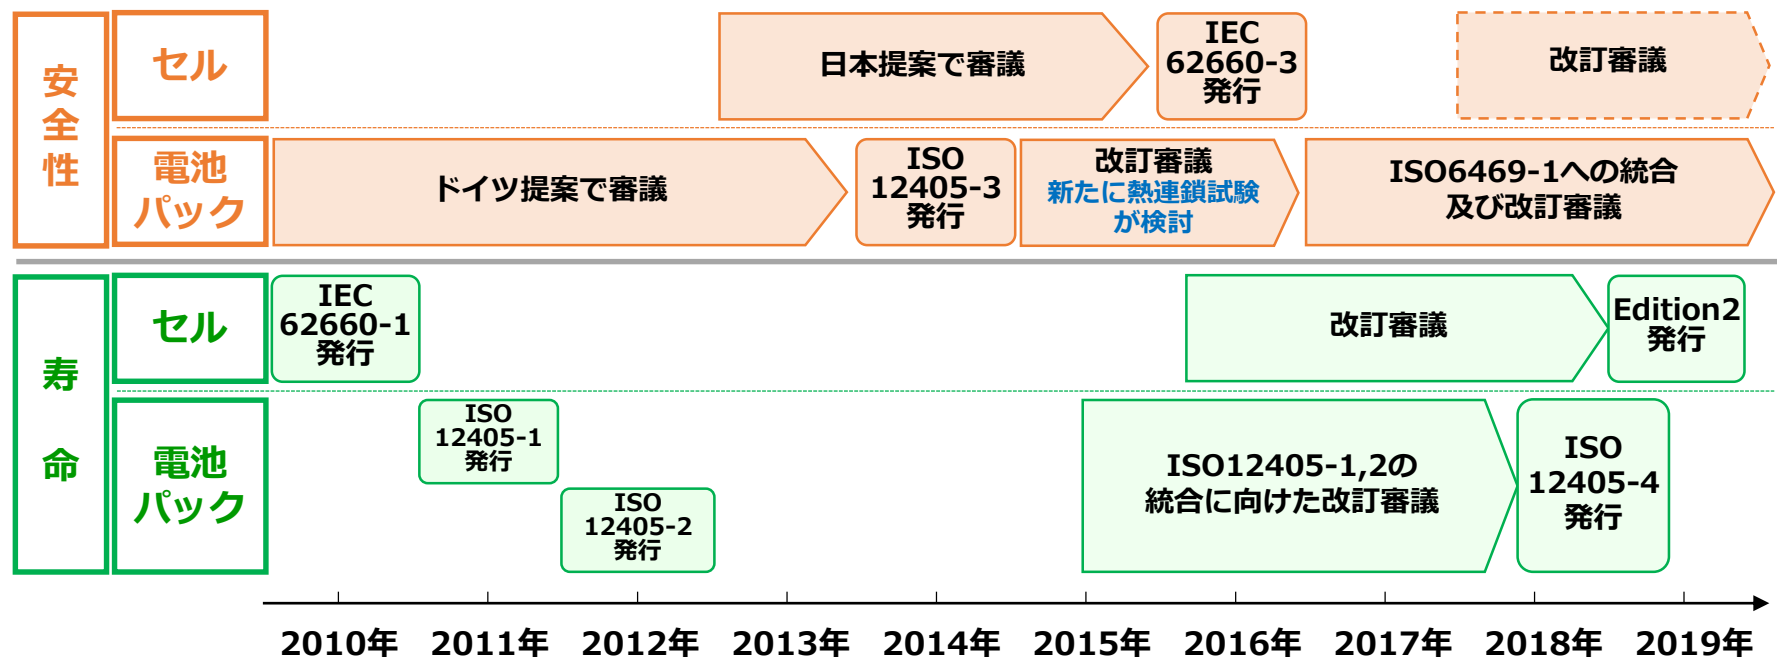 安
全
性
セル
日本提案で審議
IEC
62660-3
発行
改訂審議
電池
パック
ドイツ提案で審議
ISO
12405-3
発行
改訂審議
新たに熱連鎖試験
が検討
ISO6469-1への統合
及び改訂審議
寿
命
セル
IEC
62660-1
発行
改訂審議
Edition2
発行
電池
パック
ISO
12405-1
発行
ISO
12405-2
発行
ISO12405-1,2の
統合に向けた改訂審議
ISO
12405-4
発行
2010年 2011年 2012年 2013年 2014年 2015年 2016年 2017年 2018年 2019年